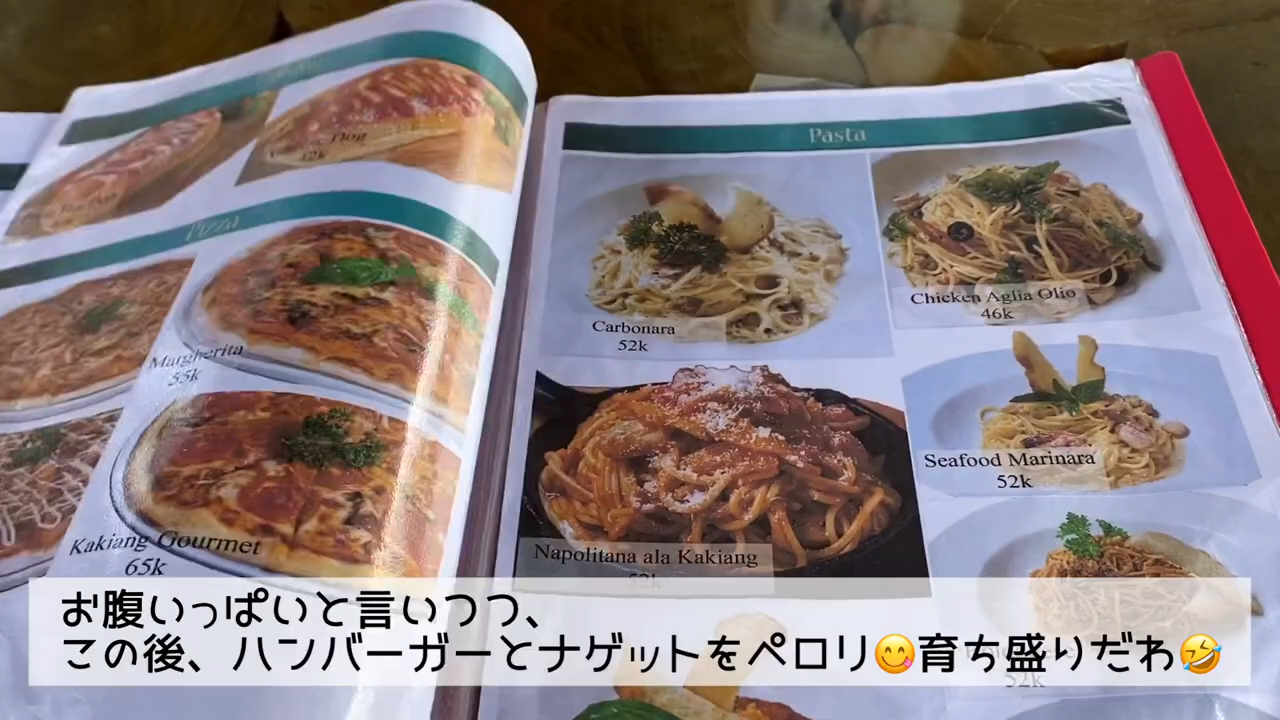 Pizza
Margherita
55k
Kakiang Gourmet
65k
Pasta
Carbonara
52k
Chicken Aglia Olio
46k
Napolitana ala Kakiang
Seafood Marinara
52k
52k
お腹いっぱいと言いつつ、
この後、ハンバーガーとナゲットをペロリ😋育ち盛りだわ🤣